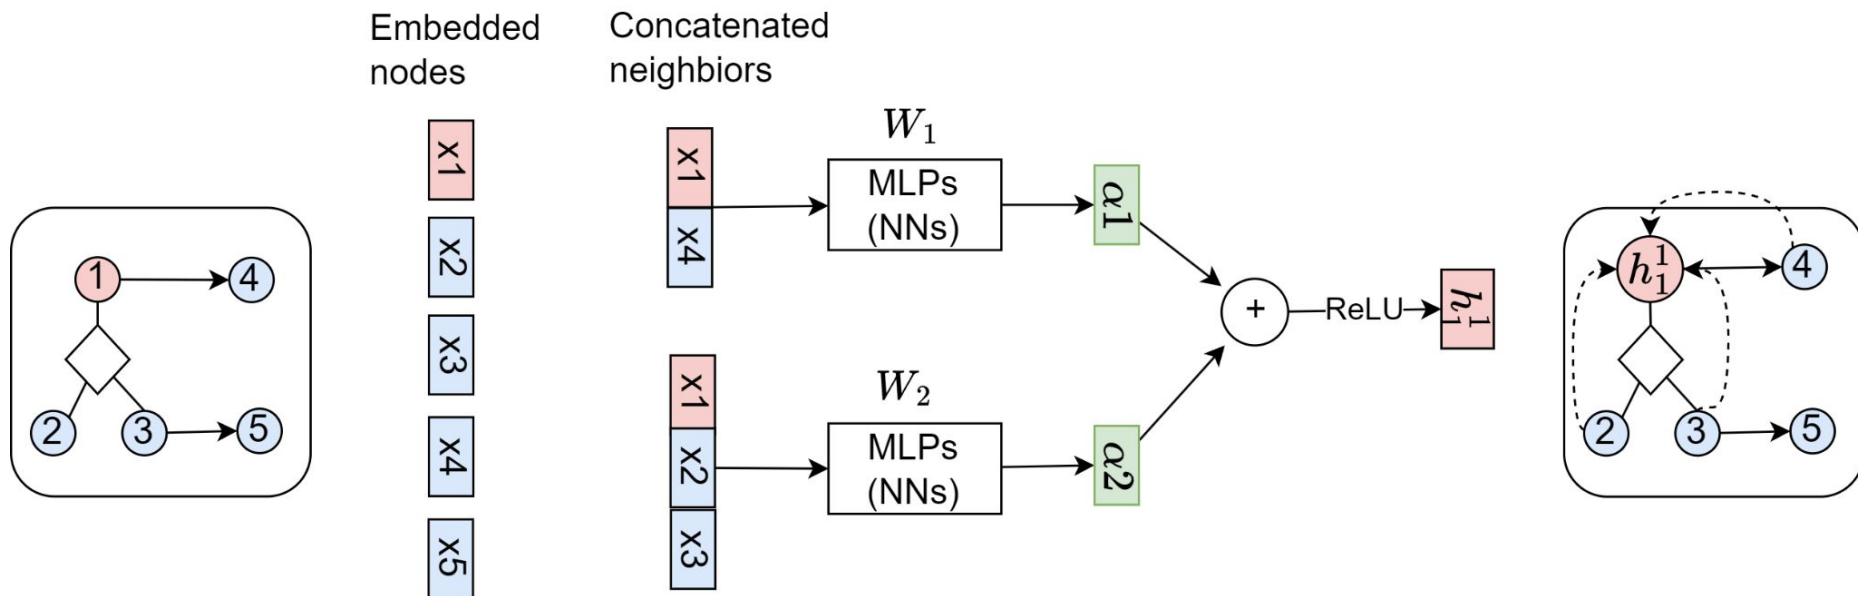 Embedded
nodes
Concatenated
neighbiors
1
4
2
3
5
x1
x2
x3
x4
x5
x1
x4
W₁
MLPs
(NNs)
α1
x1
x2
x3
W₂
MLPs
(NNs)
α2
+
ReLU
h₁¹
h₁¹
4
2
3
5